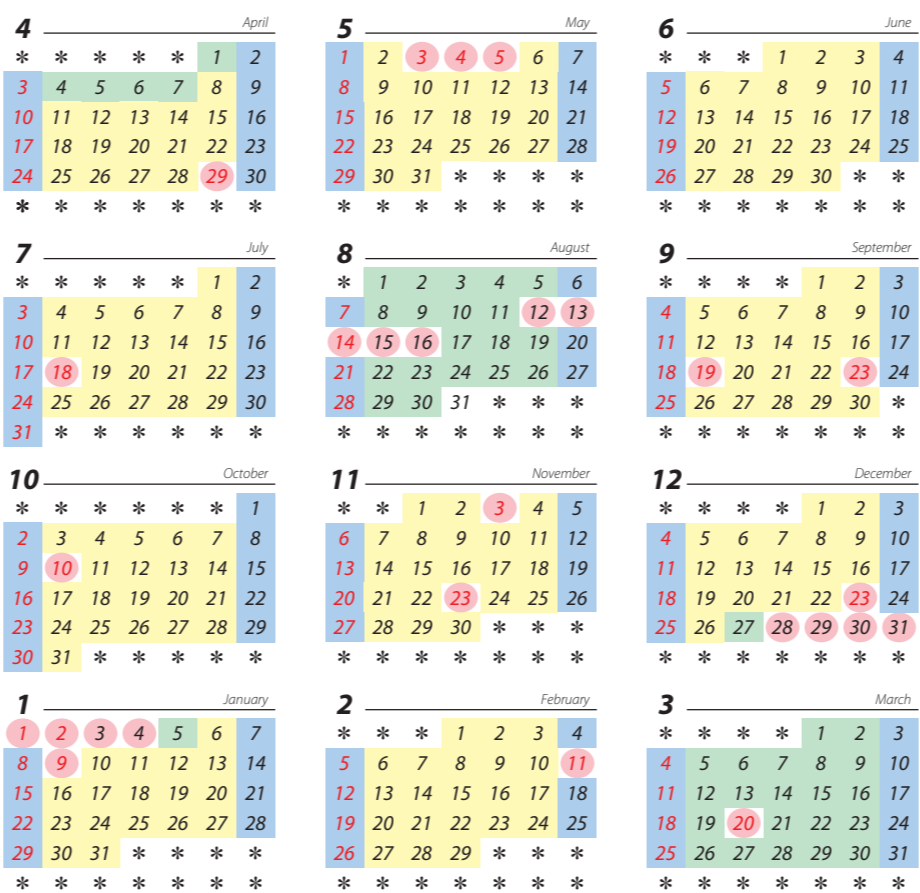 4 April
* * * * * 1 2
3 4 5 6 7 8 9
10 11 12 13 14 15 16
17 18 19 20 21 22 23
24 25 26 27 28 29 30
* * * * * * *
5 May
1 2 3 4 5 6 7
8 9 10 11 12 13 14
15 16 17 18 19 20 21
22 23 24 25 26 27 28
29 30 31 * * * *
* * * * * * *
6 June
* * * 1 2 3 4
5 6 7 8 9 10 11
12 13 14 15 16 17 18
19 20 21 22 23 24 25
26 27 28 29 30 * *
* * * * * * *
7 July
* * * * * 1 2
3 4 5 6 7 8 9
10 11 12 13 14 15 16
17 18 19 20 21 22 23
24 25 26 27 28 29 30
31 * * * * * *
8 August
* 1 2 3 4 5 6
7 8 9 10 11 12 13
14 15 16 17 18 19 20
21 22 23 24 25 26 27
28 29 30 31 * * *
* * * * * * *
9 September
* * * * 1 2 3
4 5 6 7 8 9 10
11 12 13 14 15 16 17
18 19 20 21 22 23 24
25 26 27 28 29 30 *
* * * * * * *
10 October
* * * * * * 1
2 3 4 5 6 7 8
9 10 11 12 13 14 15
16 17 18 19 20 21 22
23 24 25 26 27 28 29
30 31 * * * * *
11 November
* * 1 2 3 4 5
6 7 8 9 10 11 12
13 14 15 16 17 18 19
20 21 22 23 24 25 26
27 28 29 30 * * *
* * * * * * *
12 December
* * * * 1 2 3
4 5 6 7 8 9 10
11 12 13 14 15 16 17
18 19 20 21 22 23 24
25 26 27 28 29 30 31
* * * * * * *
1 January
1 2 3 4 5 6 7
8 9 10 11 12 13 14
15 16 17 18 19 20 21
22 23 24 25 26 27 28
29 30 31 * * * *
* * * * * * *
2 February
* * * 1 2 3 4
5 6 7 8 9 10 11
12 13 14 15 16 17 18
19 20 21 22 23 24 25
26 27 28 29 * * *
* * * * * * *
3 March
* * * * 1 2 3
4 5 6 7 8 9 10
11 12 13 14 15 16 17
18 19 20 21 22 23 24
25 26 27 28 29 30 31
* * * * * * *